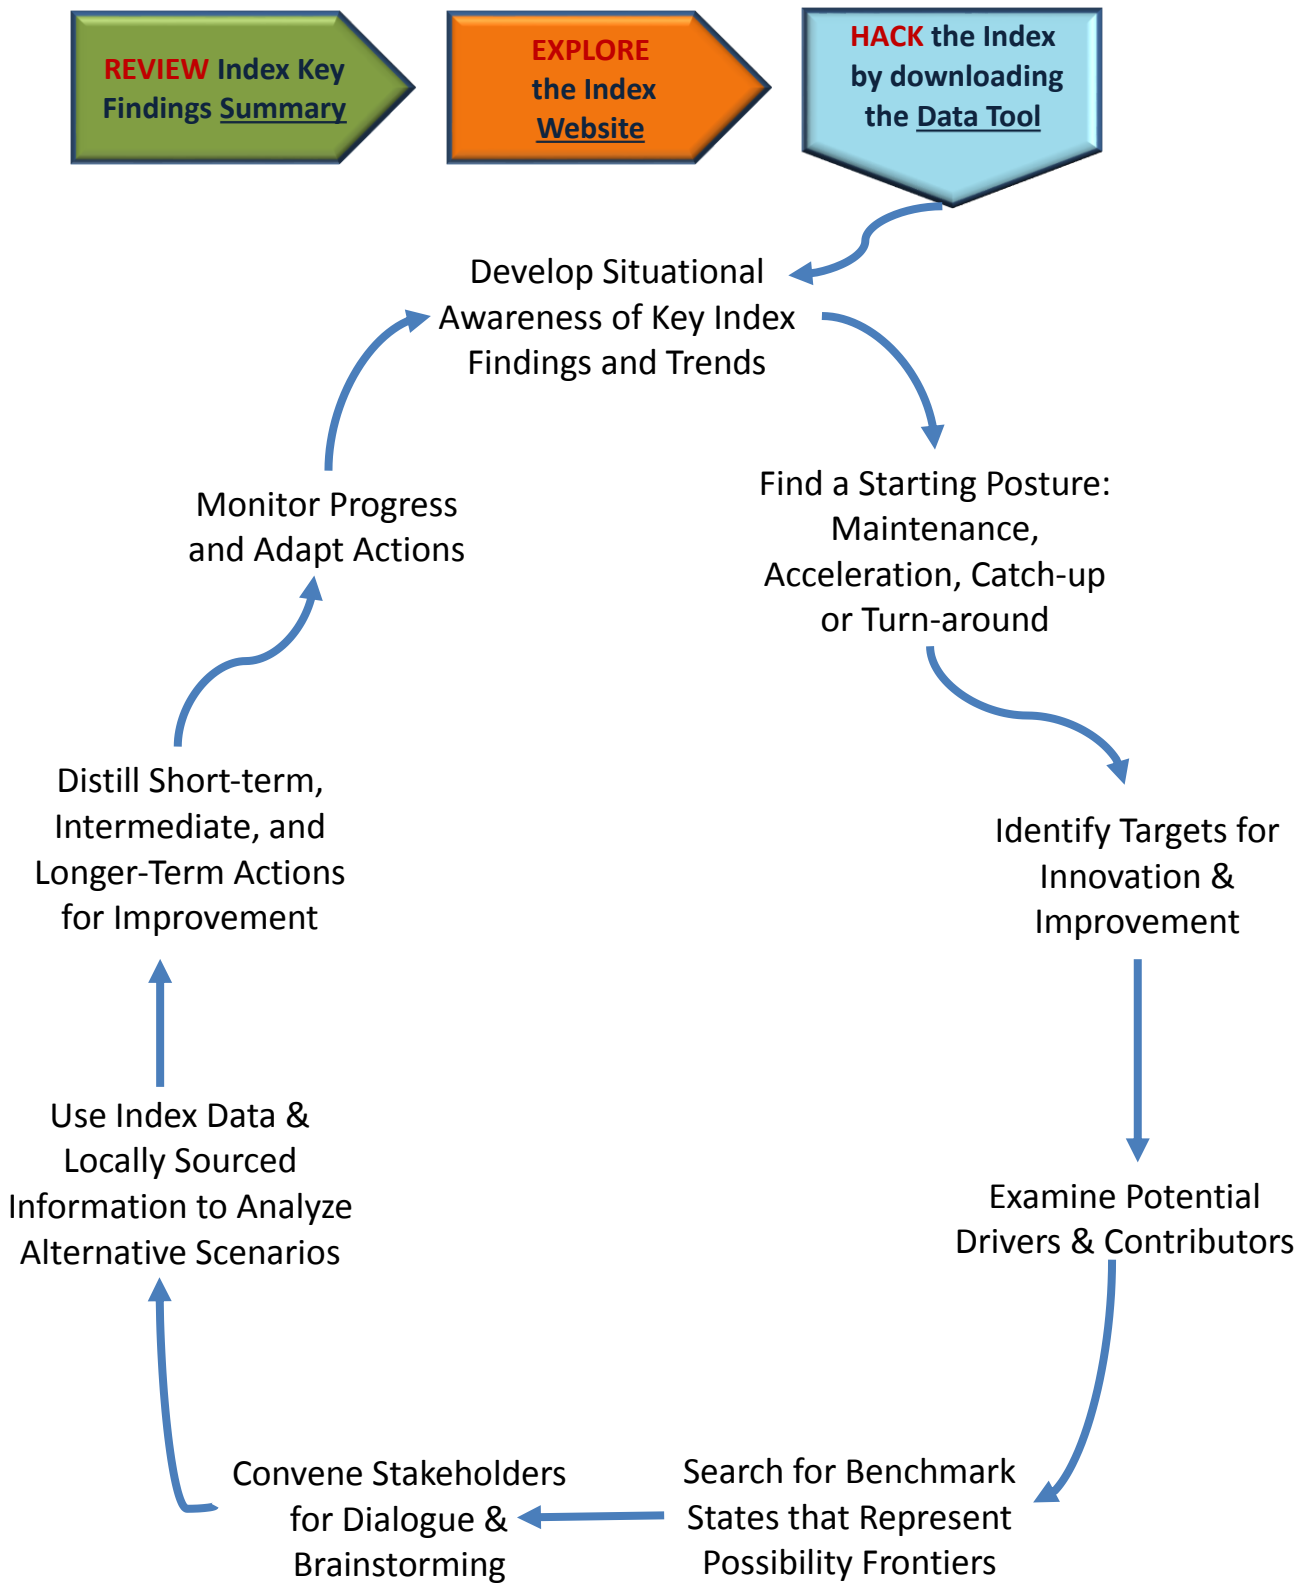 REVIEW Index Key
Findings Summary
EXPLORE
the Index
Website
HACK the Index
by downloading
the Data Tool
Develop Situational
Awareness of Key Index
Findings and Trends
Find a Starting Posture:
Maintenance,
Acceleration, Catch-up
or Turn-around
Identify Targets for
Innovation &
Improvement
Examine Potential
Drivers & Contributors
Search for Benchmark
States that Represent
Possibility Frontiers
Convene Stakeholders
for Dialogue &
Brainstorming
Use Index Data &
Locally Sourced
Information to Analyze
Alternative Scenarios
Distill Short-term,
Intermediate, and
Longer-Term Actions
for Improvement
Monitor Progress
and Adapt Actions